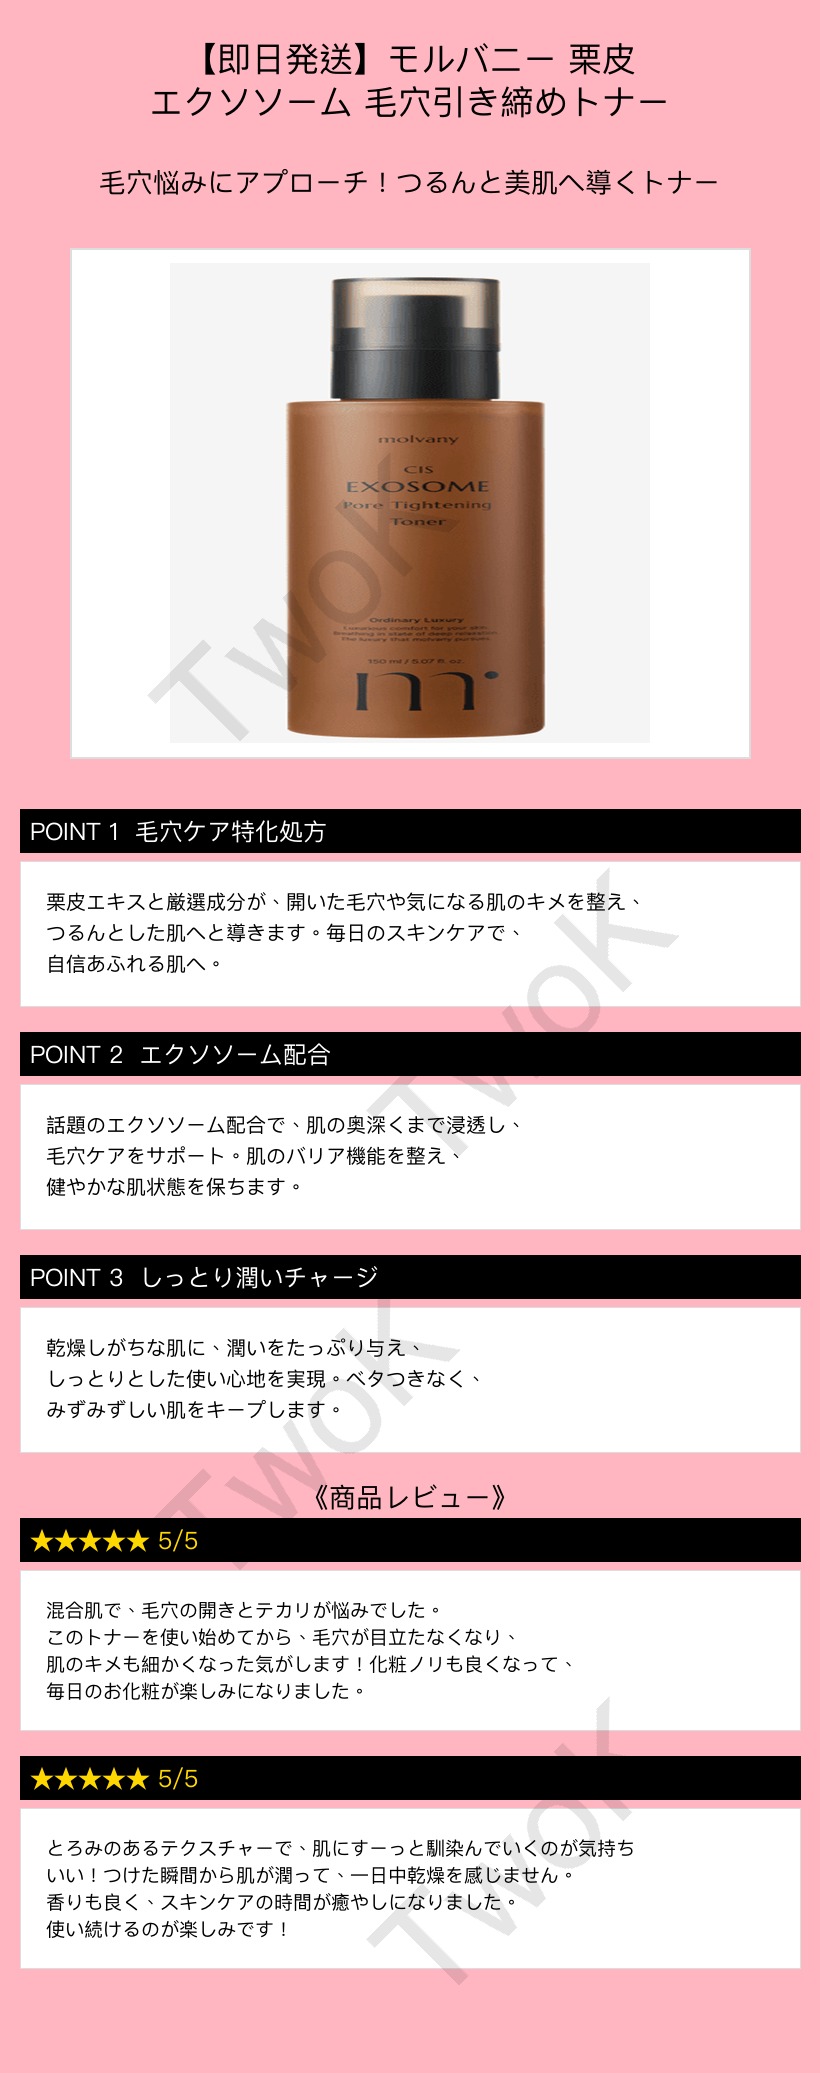 【即日発送】モルバニー 栗皮
エクソソーム 毛穴引き締めトナー
毛穴悩みにアプローチ！つるんと美肌へ導くトナー
molvany
CIS
EXOSOME
Pore Tightening
Toner
Ordinary Luxury
Luxurious comfort for your skin.
Breathing in state of deep relaxation
The luxury that molvany pursues.
150 ml / 5.07 fl. oz.
m
TwoK
POINT 1 毛穴ケア特化処方
栗皮エキスと厳選成分が、開いた毛穴や気になる肌のキメを整え、
つるんとした肌へと導きます。毎日のスキンケアで、
自信あふれる肌へ。
TwoK
POINT 2 エクソソーム配合
話題のエクソソーム配合で、肌の奥深くまで浸透し、
毛穴ケアをサポート。肌のバリア機能を整え、
健やかな肌状態を保ちます。
POINT 3 しっとり潤いチャージ
乾燥しがちな肌に、潤いをたっぷり与え、
しっとりとした使い心地を実現。ベタつきなく、
みずみずしい肌をキープします。
TwoK
《商品レビュー》
★★★★★ 5/5
混合肌で、毛穴の開きとテカリが悩みでした。
このトナーを使い始めてから、毛穴が目立たなくなり、
肌のキメも細かくなった気がします！化粧ノリも良くなって、
毎日のお化粧が楽しみになりました。
★★★★★ 5/5
とろみのあるテクスチャーで、肌にすーっと馴染んでいくのが気持ち
いい！つけた瞬間から肌が潤って、一日中乾燥を感じません。
香りも良く、スキンケアの時間が癒やしになりました。
使い続けるのが楽しみです！
TwoK